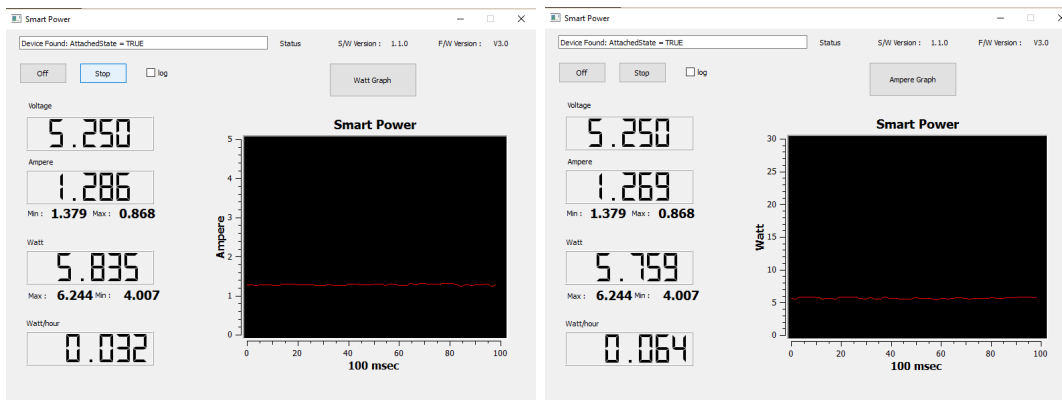 Smart Power
Device Found: AttachedState = TRUE Status S/W Version : 1.1.0 F/W Version : V3.0
Off Stop log Watt Graph
Voltage
5.250
Ampere
1.286
Min : 1.379 Max : 0.868
Watt
5.835
Max : 6.244 Min : 4.007
Watt/hour
0.032
Smart Power
Ampere
5
4
3
2
1
0
0 20 40 60 80 100
100 msec
Smart Power
Device Found: AttachedState = TRUE Status S/W Version : 1.1.0 F/W Version : V3.0
Off Stop log Ampere Graph
Voltage
5.250
Ampere
1.269
Min : 1.379 Max : 0.868
Watt
5.759
Max : 6.244 Min : 4.007
Watt/hour
0.064
Smart Power
Watt
30
25
20
15
10
5
0
0 20 40 60 80 100
100 msec